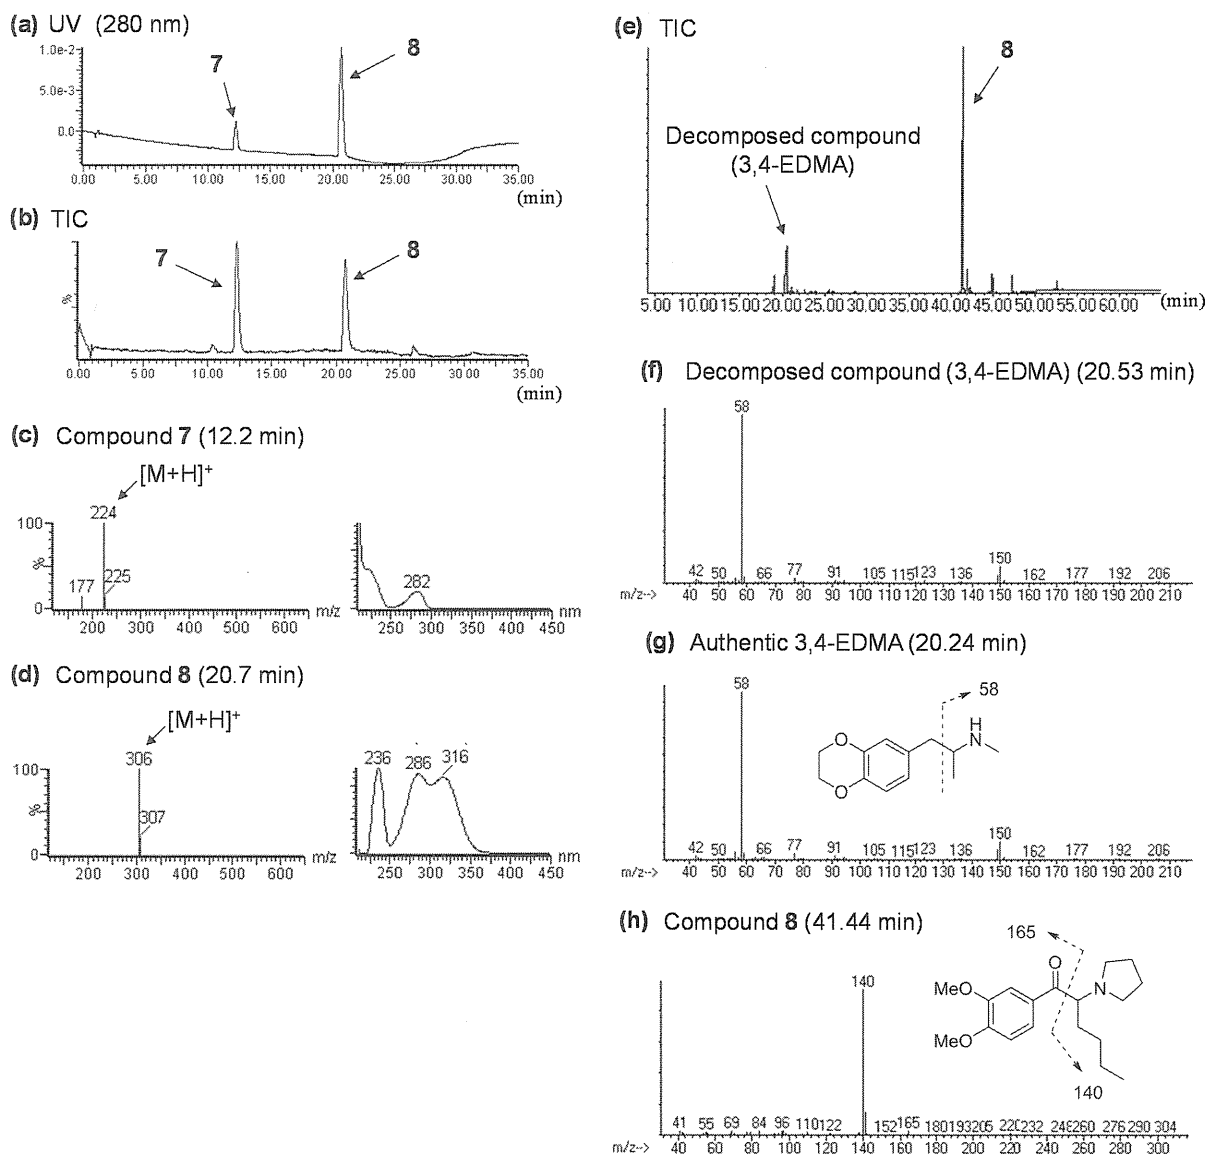 (a) UV (280 nm)
7
8
1.0e-2
5.0e-3
0.0
0.00 5.00 10.00 15.00 20.00 25.00 30.00 35.00
(min)
(b) TIC
7
8
%
0.00 5.00 10.00 15.00 20.00 25.00 30.00 35.00
(min)
(c) Compound 7 (12.2 min)
[M+H]+
100
%
0
224
225
177
200 300 400 500 600 m/z
282
250 300 350 400 450 nm
(d) Compound 8 (20.7 min)
[M+H]+
100
%
0
306
307
200 300 400 500 600 m/z
236 286 316
250 300 350 400 450 nm
(e) TIC
8
Decomposed compound
(3,4-EDMA)
5.00 10.00 15.00 20.00 25.00 30.00 35.00 40.00 45.00 50.00 55.00 60.00 (min)
(f) Decomposed compound (3,4-EDMA) (20.53 min)
58
42 50 66 77 91 105 115 123 136 150 162 177 192 206
m/z--> 40 50 60 70 80 90 100 110 120 130 140 150 160 170 180 190 200 210
(g) Authentic 3,4-EDMA (20.24 min)
58
58
O
O
H
N
42 50 66 77 91 105 115 123 136 150 162 177 192 206
m/z--> 40 50 60 70 80 90 100 110 120 130 140 150 160 170 180 190 200 210
(h) Compound 8 (41.44 min)
165
140
O
MeO
MeO
N
140
41 55 69 84 96 110 122 152 165 180 193 205 232 260 276 290 304
m/z--> 40 60 80 100 120 140 160 180 200 220 240 260 280 300